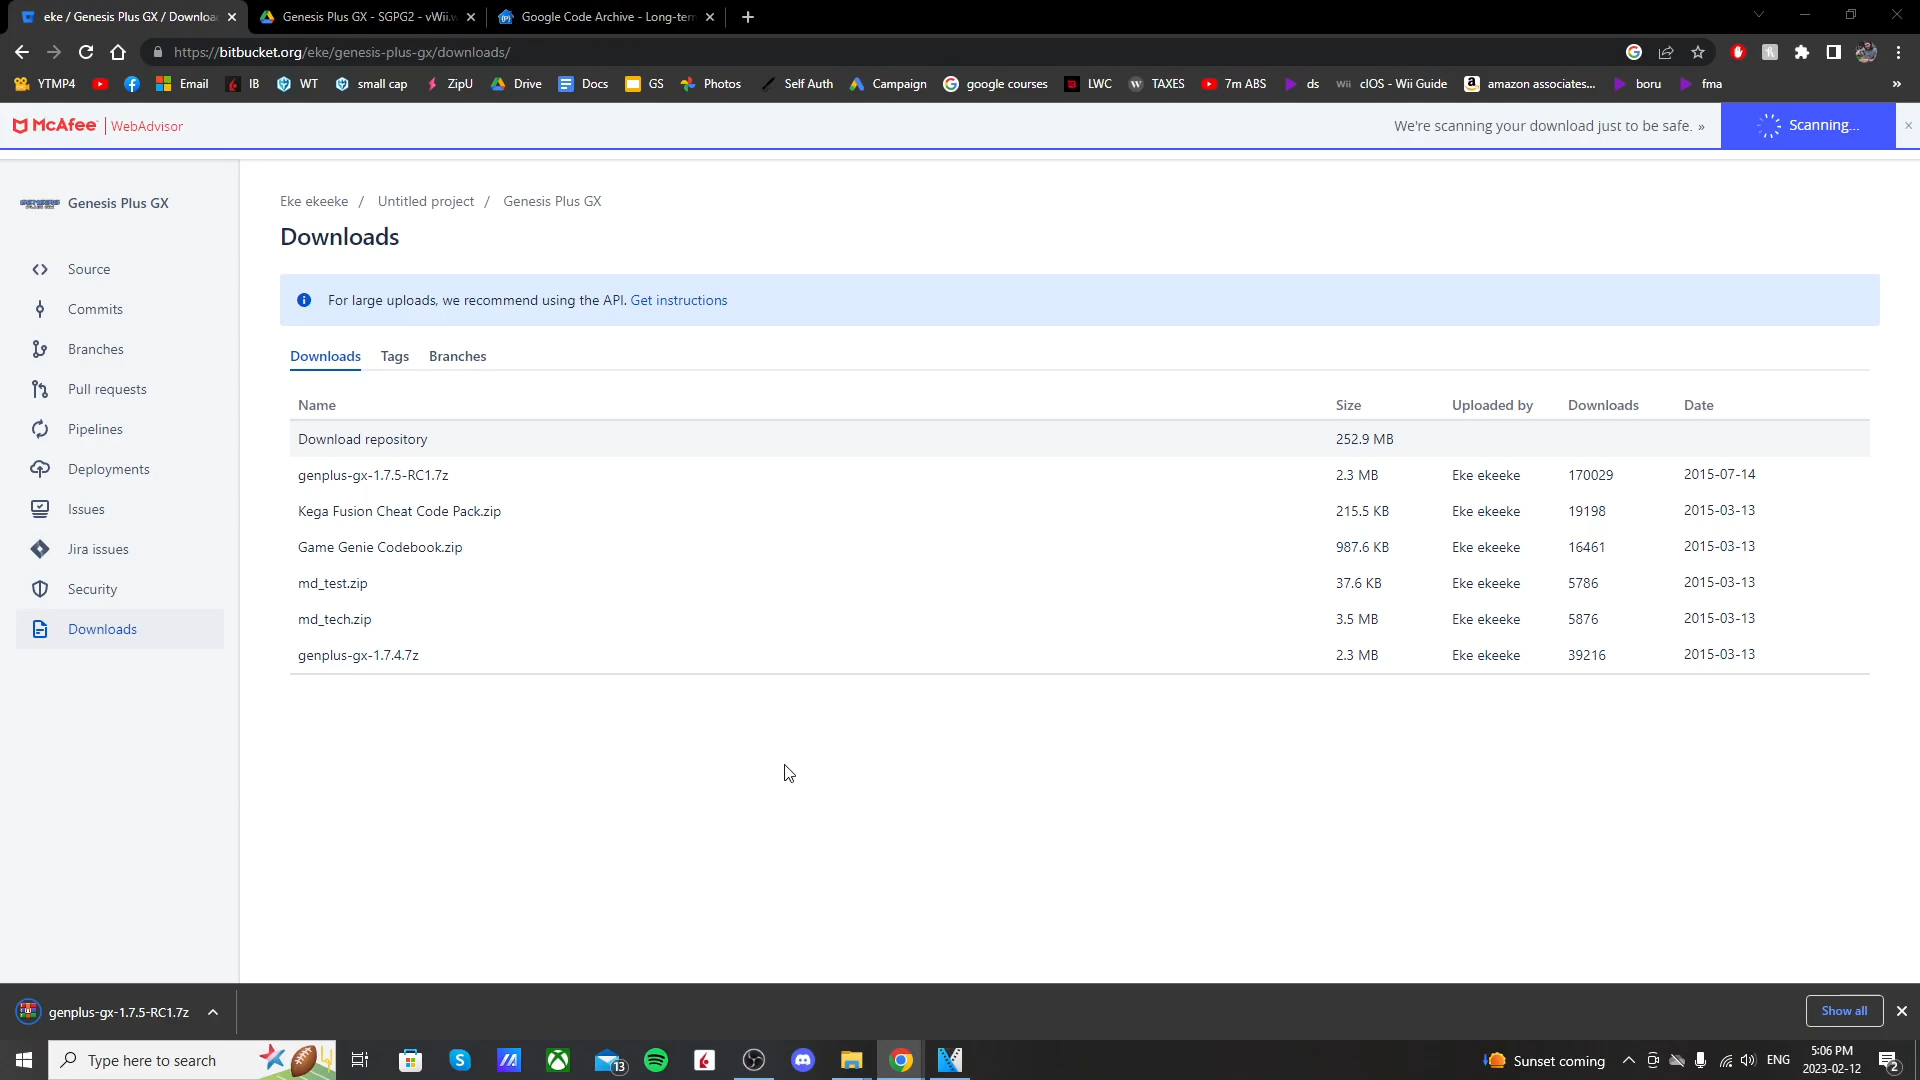 eke / Genesis Plus GX / Downloa
Genesis Plus GX - SGPG2 - vWii.w
Google Code Archive - Long-ter
https://bitbucket.org/eke/genesis-plus-gx/downloads/
YTMP4
Email
IB
WT
small cap
ZipU
Drive
Docs
GS
Photos
Self Auth
Campaign
google courses
LWC
TAXES
7m ABS
ds
Wii
cIOS - Wii Guide
amazon associates...
boru
fma
»
McAfee | WebAdvisor
We're scanning your download just to be safe. »
Scanning...
Genesis Plus GX
Eke ekeeke / Untitled project / Genesis Plus GX
Downloads
Source
Commits
Branches
Pull requests
Pipelines
Deployments
Issues
Jira issues
Security
Downloads
For large uploads, we recommend using the API. Get instructions
Downloads Tags Branches
Name Size Uploaded by Downloads Date
Download repository 252.9 MB
genplus-gx-1.7.5-RC1.7z 2.3 MB Eke ekeeke 170029 2015-07-14
Kega Fusion Cheat Code Pack.zip 215.5 KB Eke ekeeke 19198 2015-03-13
Game Genie Codebook.zip 987.6 KB Eke ekeeke 16461 2015-03-13
md_test.zip 37.6 KB Eke ekeeke 5786 2015-03-13
md_tech.zip 3.5 MB Eke ekeeke 5876 2015-03-13
genplus-gx-1.7.4.7z 2.3 MB Eke ekeeke 39216 2015-03-13
genplus-gx-1.7.5-RC1.7z
Show all
Type here to search
13
Sunset coming
ENG
5:06 PM
2023-02-12
2